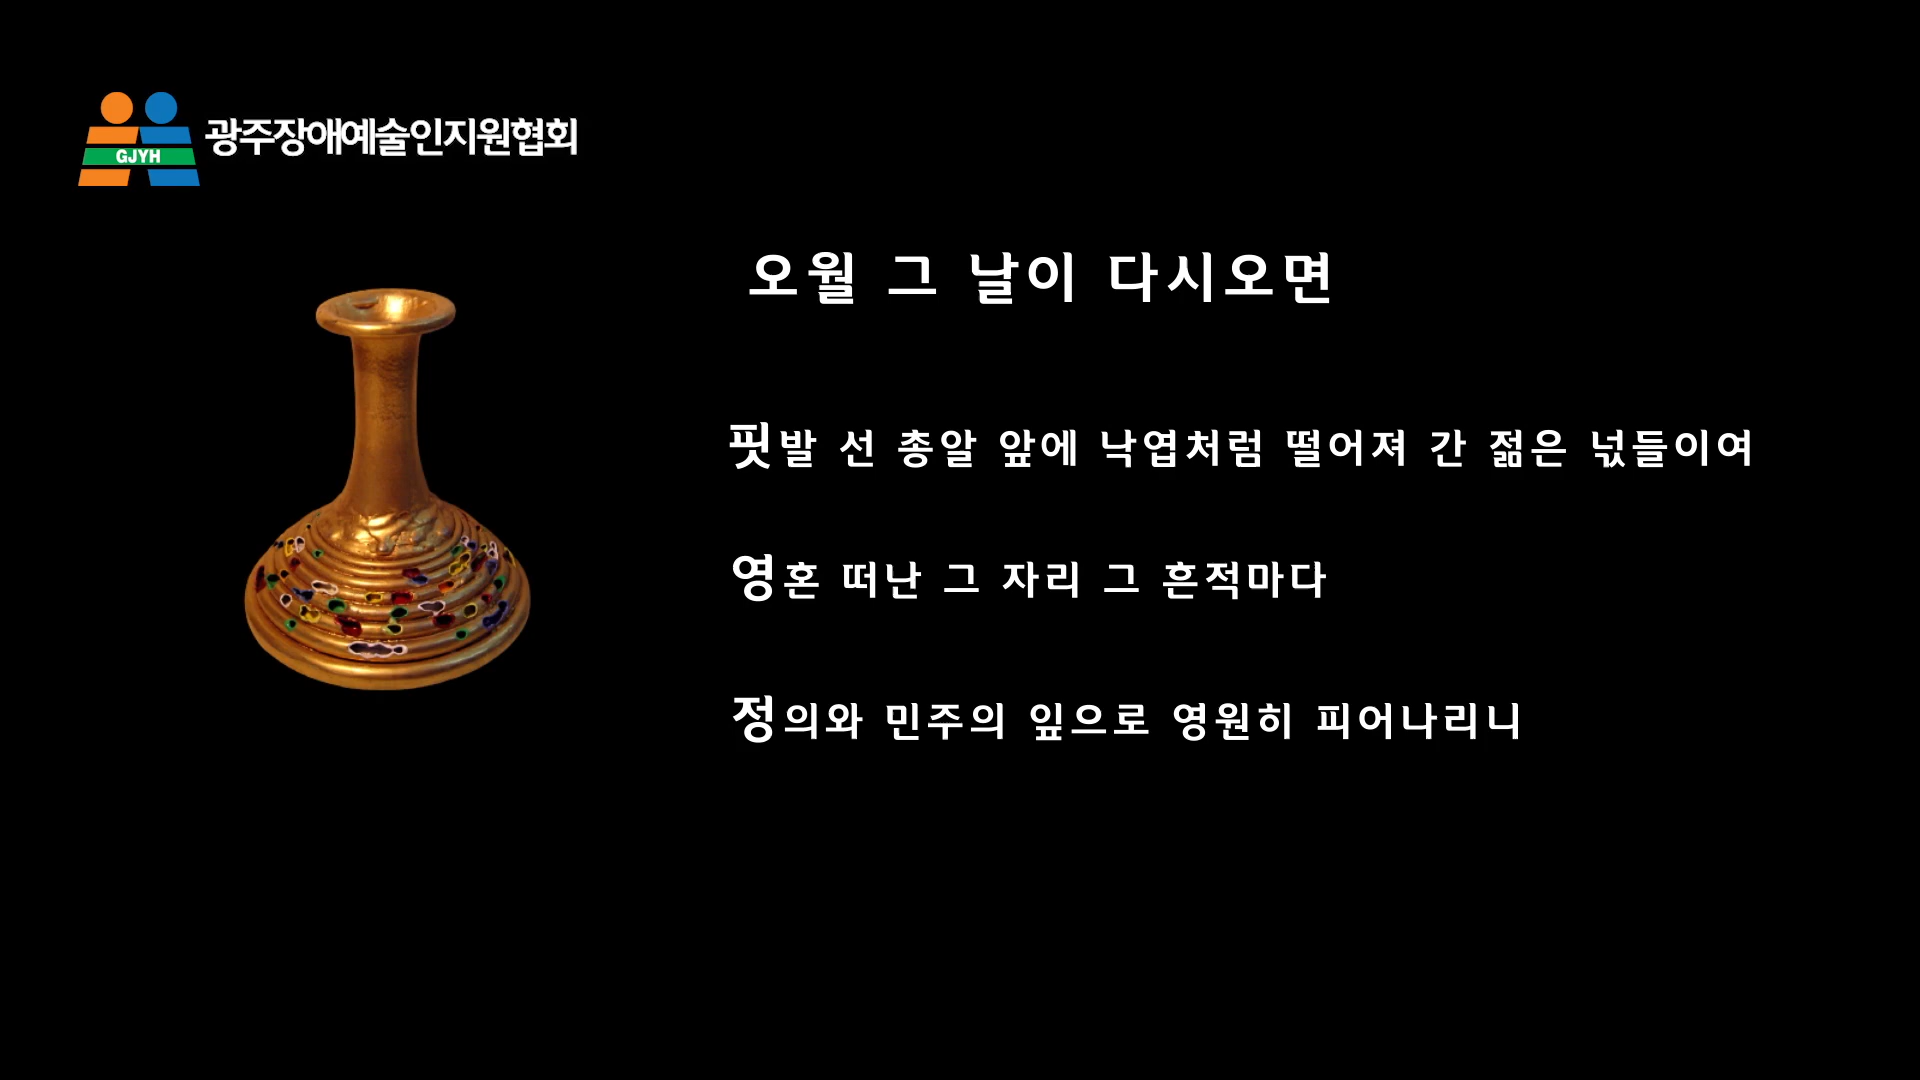 GJYH
광주장애예술인지원협회
오월 그 날이 다시오면
핏발 선 총알 앞에 낙엽처럼 떨어져 간 젊은 넋들이여
영혼 떠난 그 자리 그 흔적마다
정의와 민주의 잎으로 영원히 피어나리니